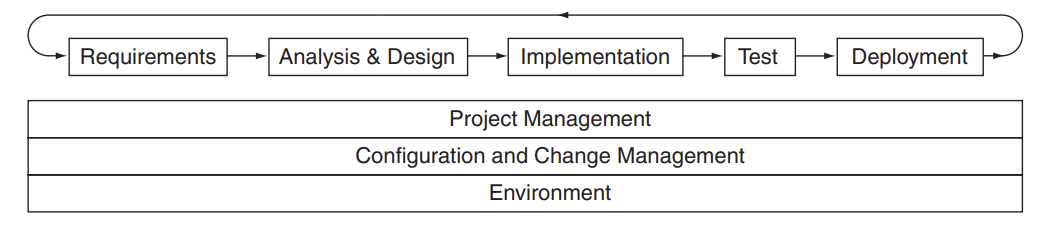 Requirements
Analysis & Design
Implementation
Test
Deployment
Project Management
Configuration and Change Management
Environment